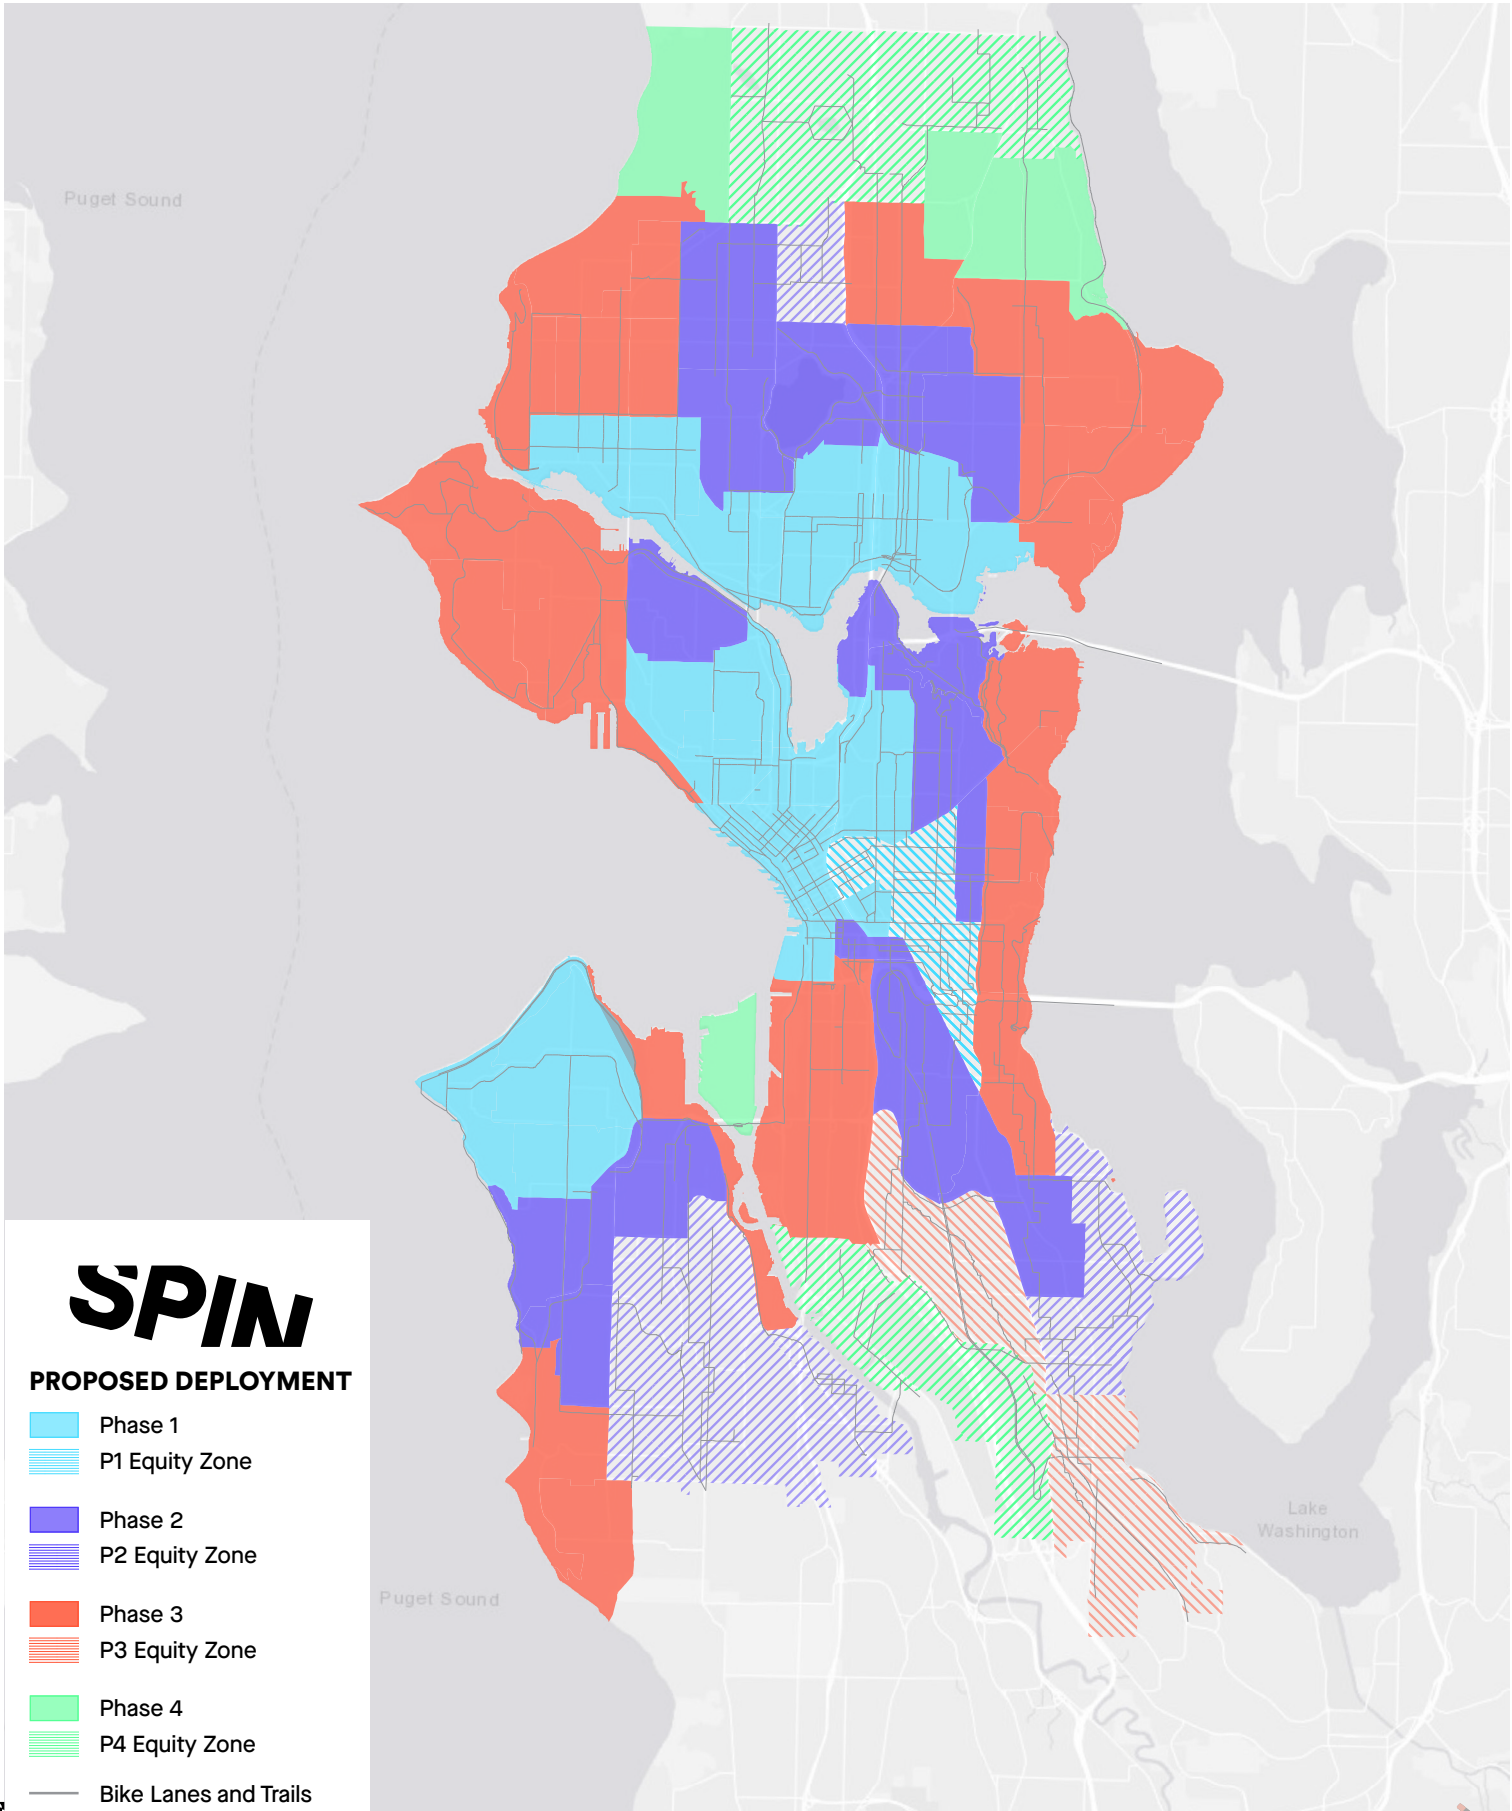 Puget Sound
SPIN
PROPOSED DEPLOYMENT
Phase 1
P1 Equity Zone
Phase 2
P2 Equity Zone
Phase 3
P3 Equity Zone
Phase 4
P4 Equity Zone
Bike Lanes and Trails
Puget Sound
Lake
Washington